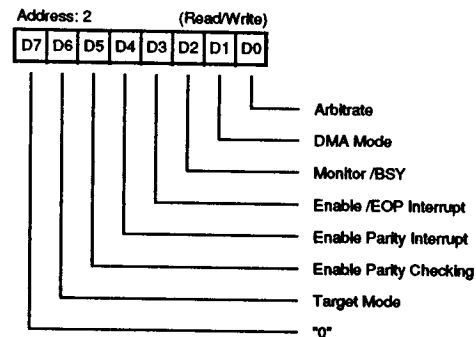 Address: 2 (Read/Write)
D7 D6 D5 D4 D3 D2 D1 D0
Arbitrate
DMA Mode
Monitor /BSY
Enable /EOP Interrupt
Enable Parity Interrupt
Enable Parity Checking
Target Mode
"0"